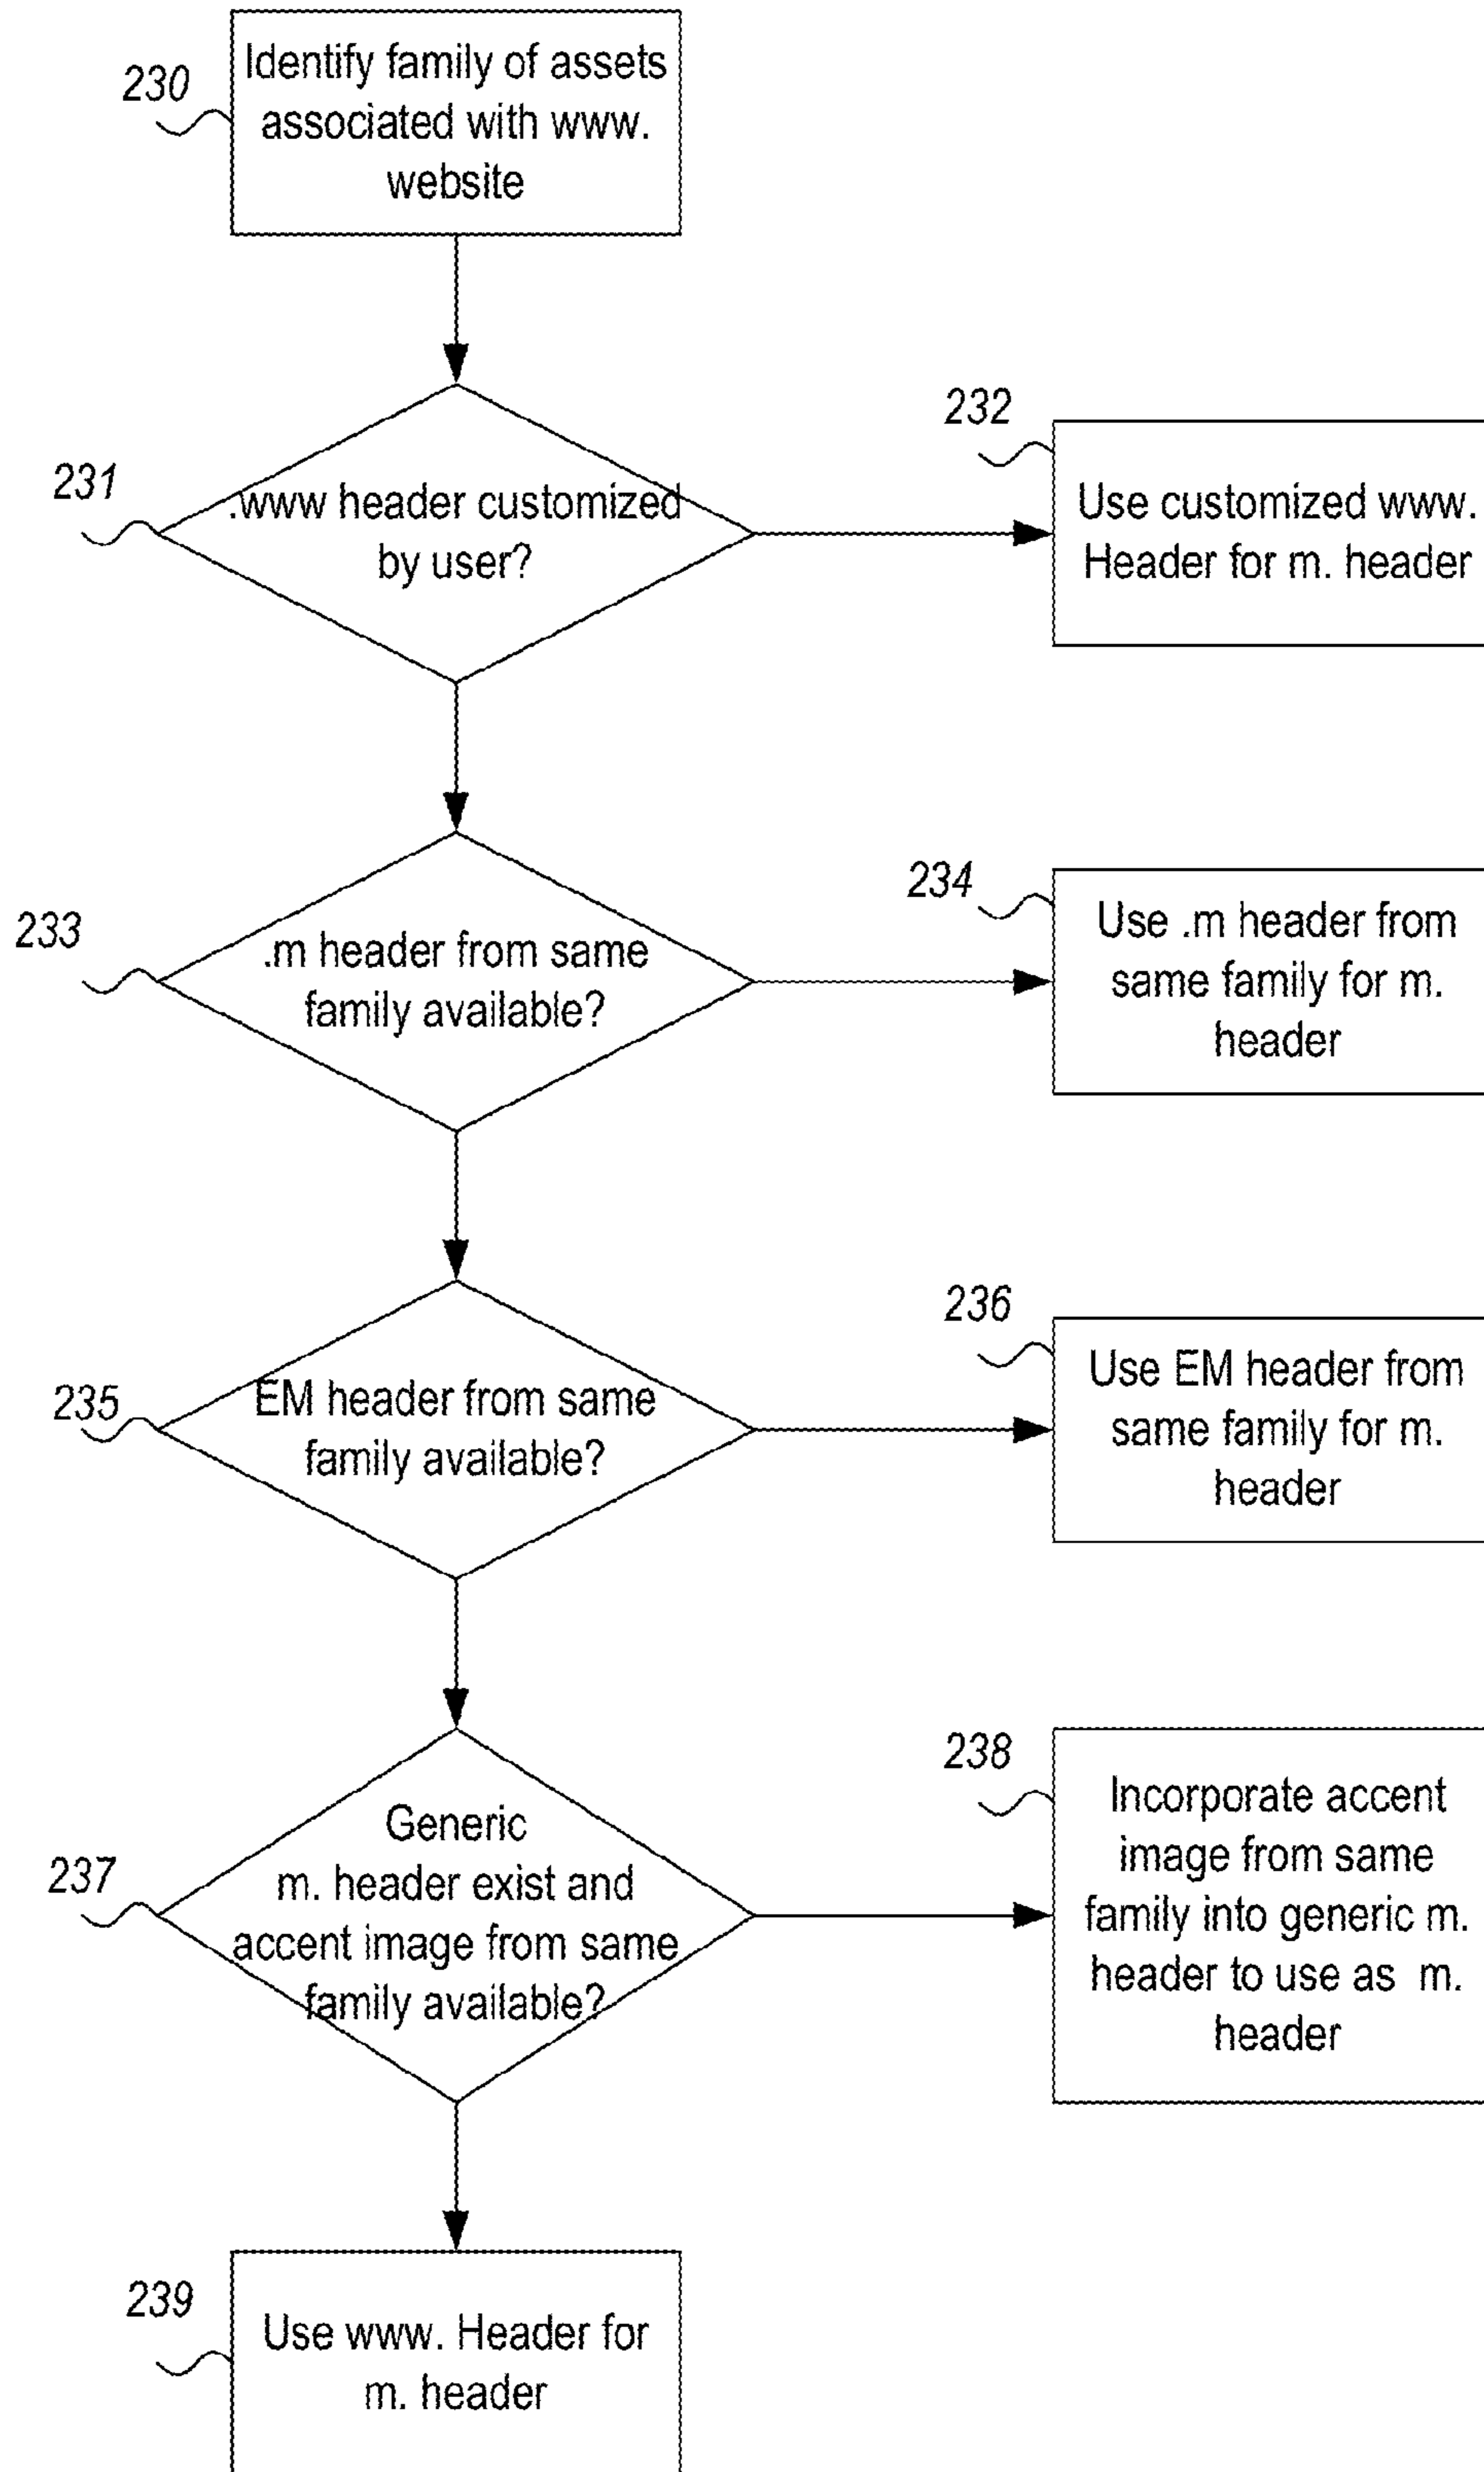 230
Identify family of assets
associated with www.
website
231
.www header customized
by user?
232
Use customized www.
Header for m. header
233
.m header from same
family available?
234
Use .m header from
same family for m.
header
235
EM header from same
family available?
236
Use EM header from
same family for m.
header
237
Generic
m. header exist and
accent image from same
family available?
238
Incorporate accent
image from same
family into generic m.
header to use as m.
header
239
Use www. Header for
m. header